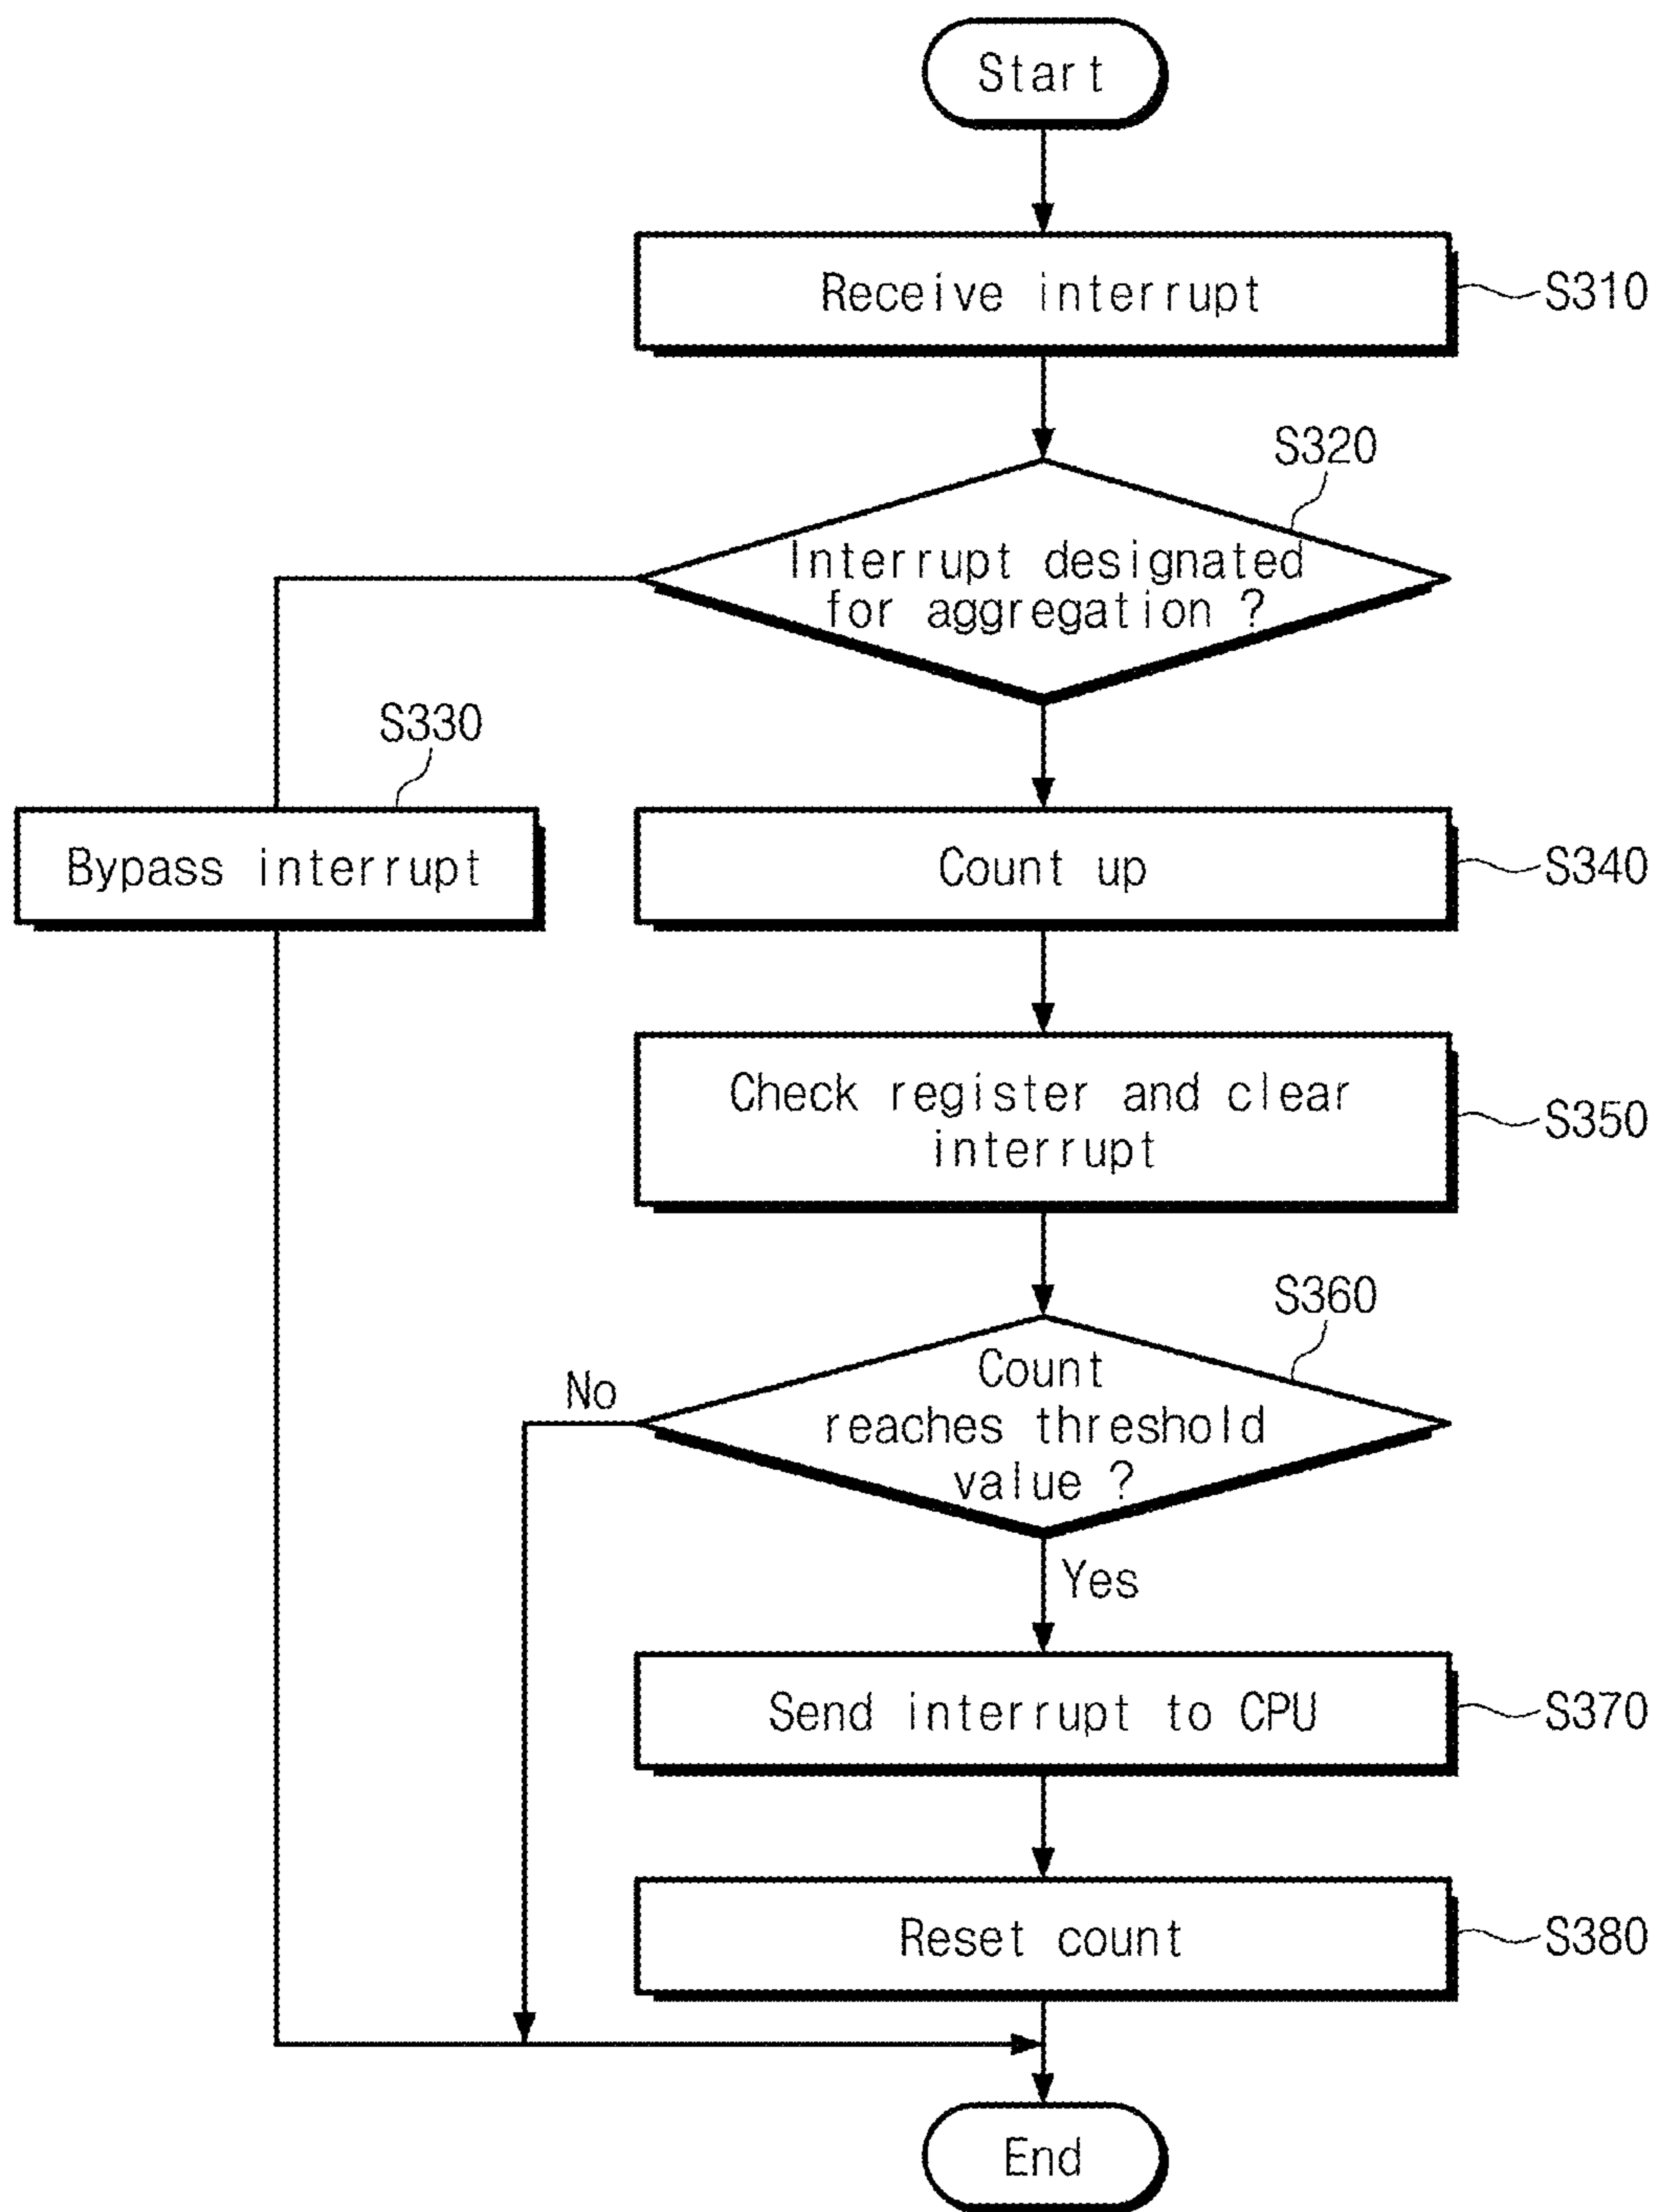 Start
Receive interrupt
S310
S320
Interrupt designated
for aggregation ?
S330
Bypass interrupt
Count up
S340
Check register and clear
interrupt
S350
S360
Count
reaches threshold
value ?
No
Yes
Send interrupt to CPU
S370
Reset count
S380
End